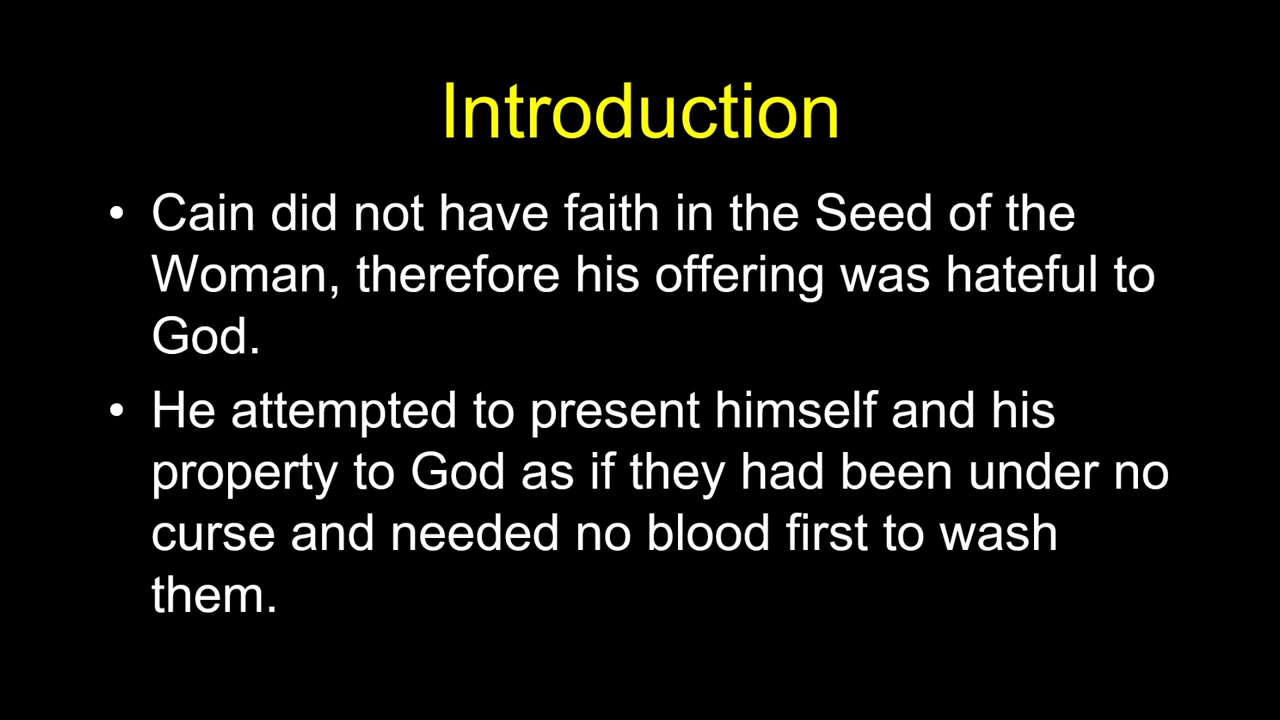 Introduction
• Cain did not have faith in the Seed of the
Woman, therefore his offering was hateful to
God.
• He attempted to present himself and his
property to God as if they had been under no
curse and needed no blood first to wash
them.